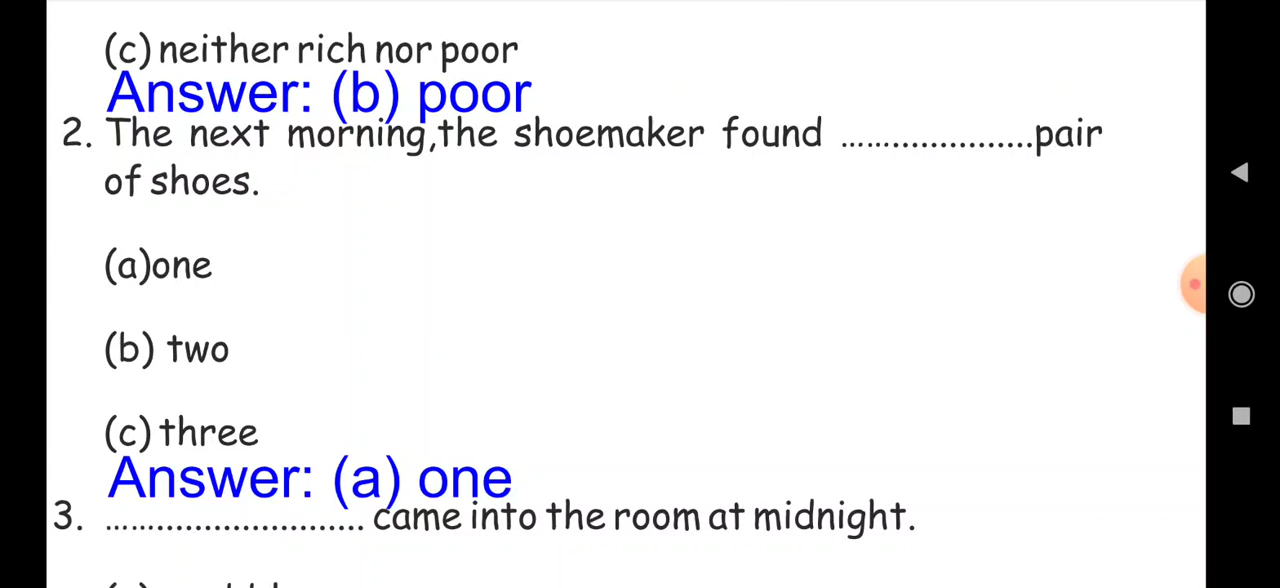 (c) neither rich nor poor
Answer: (b) poor
2. The next morning,the shoemaker found ......................pair
of shoes.
(a)one
(b) two
(c) three
Answer: (a) one
3. ............................. came into the room at midnight.